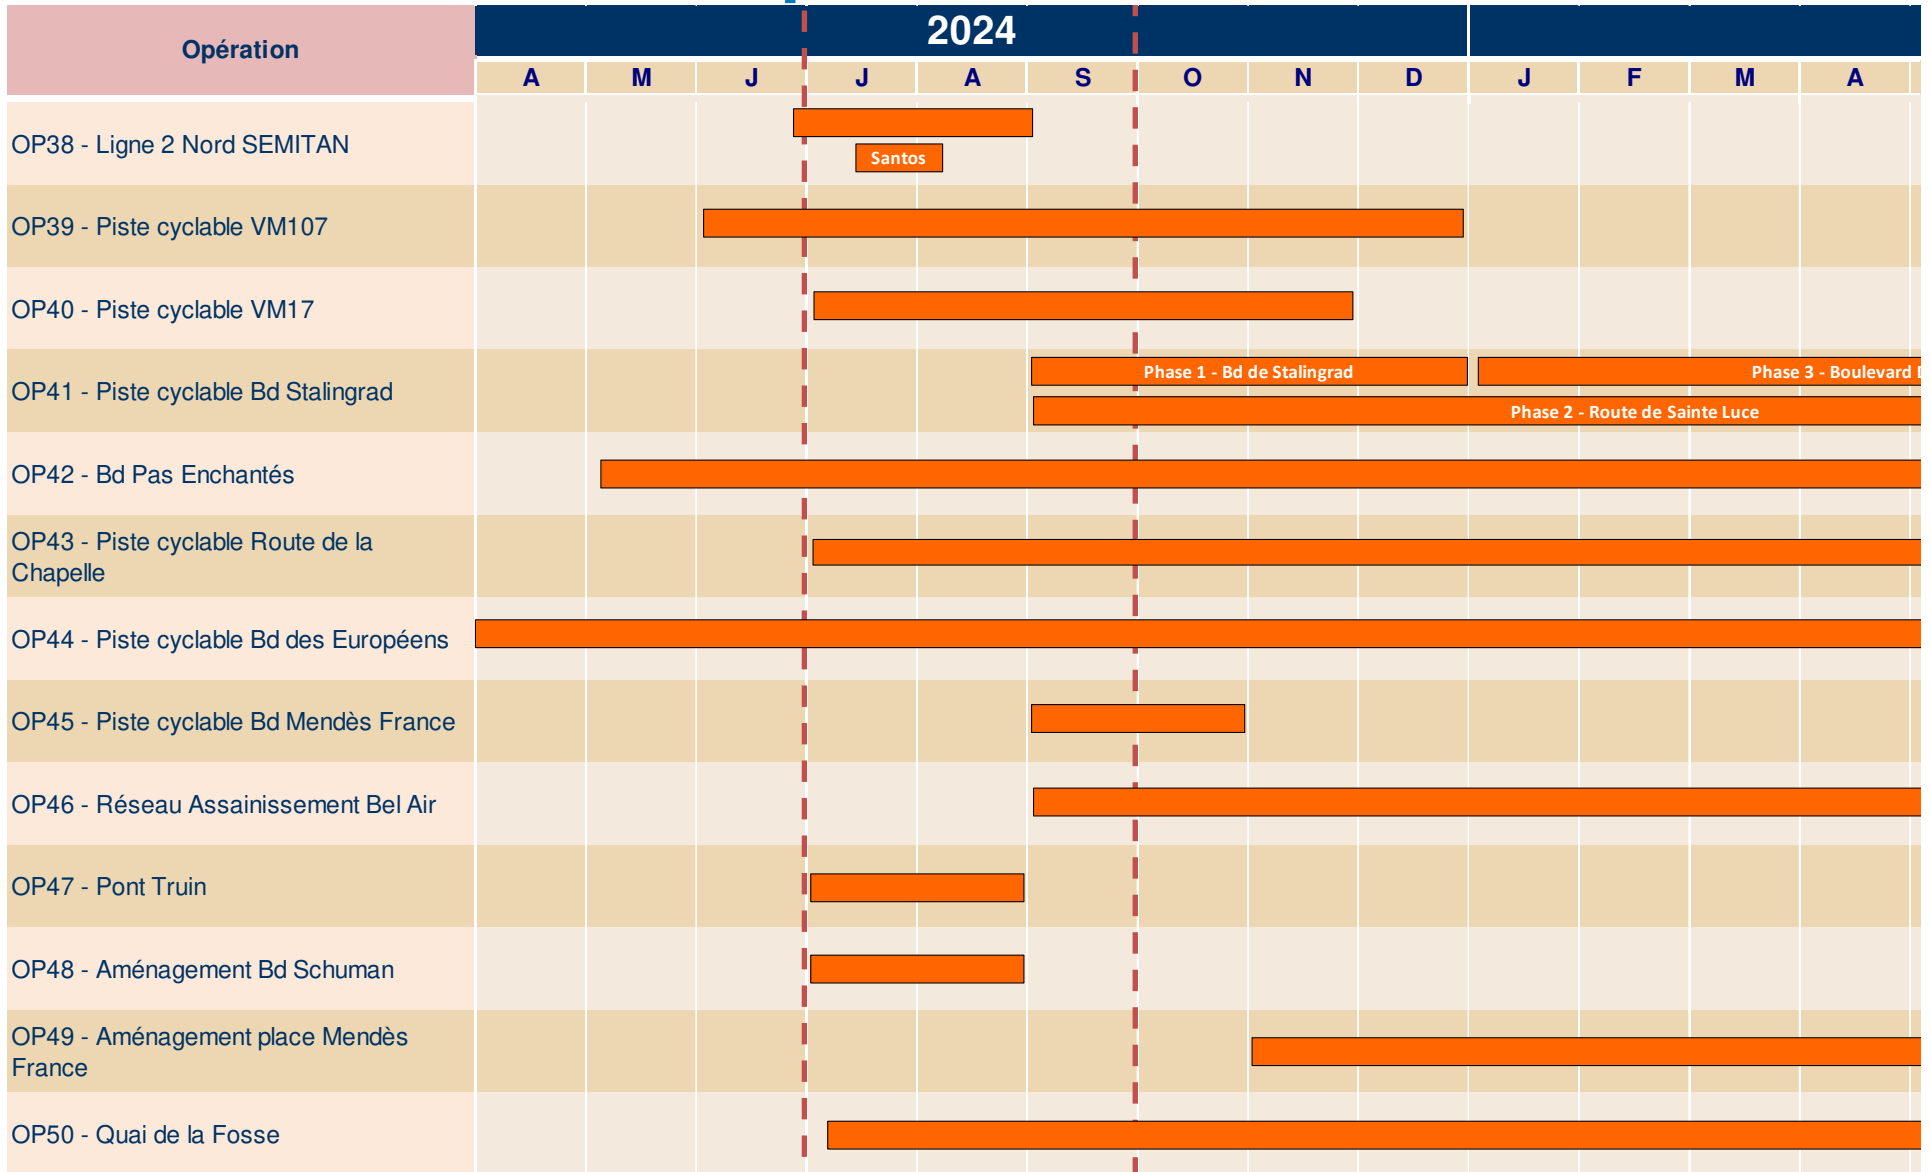 Opération
2024
A M J J A S O N D J F M A
OP38 - Ligne 2 Nord SEMITAN
Santos
OP39 - Piste cyclable VM107
OP40 - Piste cyclable VM17
OP41 - Piste cyclable Bd Stalingrad
Phase 1 - Bd de Stalingrad
Phase 3 - Boulevard
Phase 2 - Route de Sainte Luce
OP42 - Bd Pas Enchantés
OP43 - Piste cyclable Route de la
Chapelle
OP44 - Piste cyclable Bd des Européens
OP45 - Piste cyclable Bd Mendès France
OP46 - Réseau Assainissement Bel Air
OP47 - Pont Truin
OP48 - Aménagement Bd Schuman
OP49 - Aménagement place Mendès
France
OP50 - Quai de la Fosse